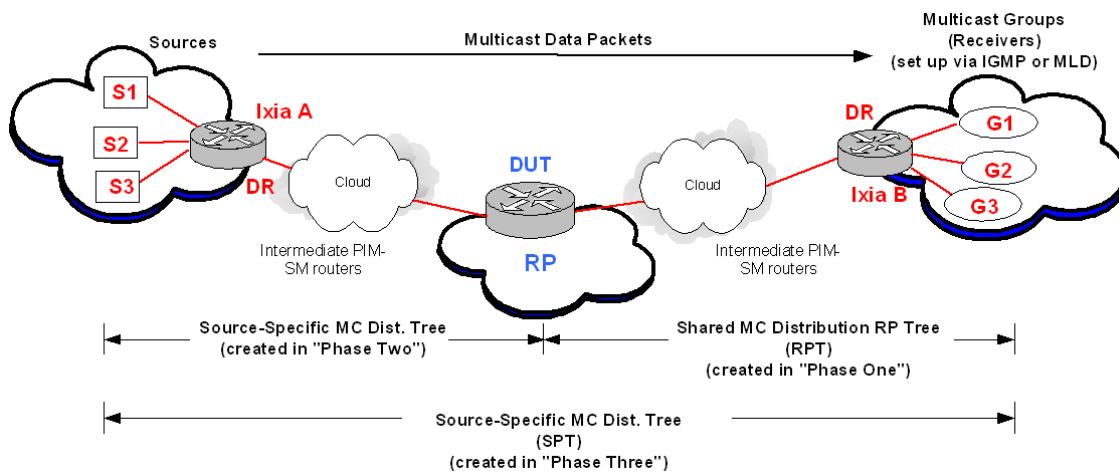 Sources
Multicast Data Packets
Multicast Groups
(Receivers)
(set up via IGMP or MLD)
S1
S2
S3
Ixia A
DR
Cloud
Intermediate PIM-
SM routers
DUT
RP
Cloud
Intermediate PIM-
SM routers
DR
Ixia B
G1
G2
G3
Source-Specific MC Dist. Tree
(created in "Phase Two")
Shared MC Distribution RP Tree
(RPT)
(created in "Phase One")
Source-Specific MC Dist. Tree
(SPT)
(created in "Phase Three")